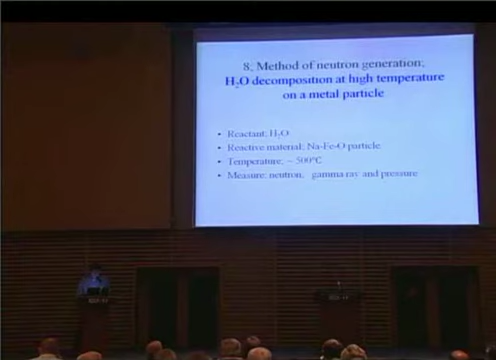 8; Method of neutron generation;
H₂O decomposition at high temperature
on a metal particle
• Reactant; H₂O
• Reactive material; Na-Fe-O particle
• Temperature; ~ 500℃
• Measure; neutron, gamma ray and pressure